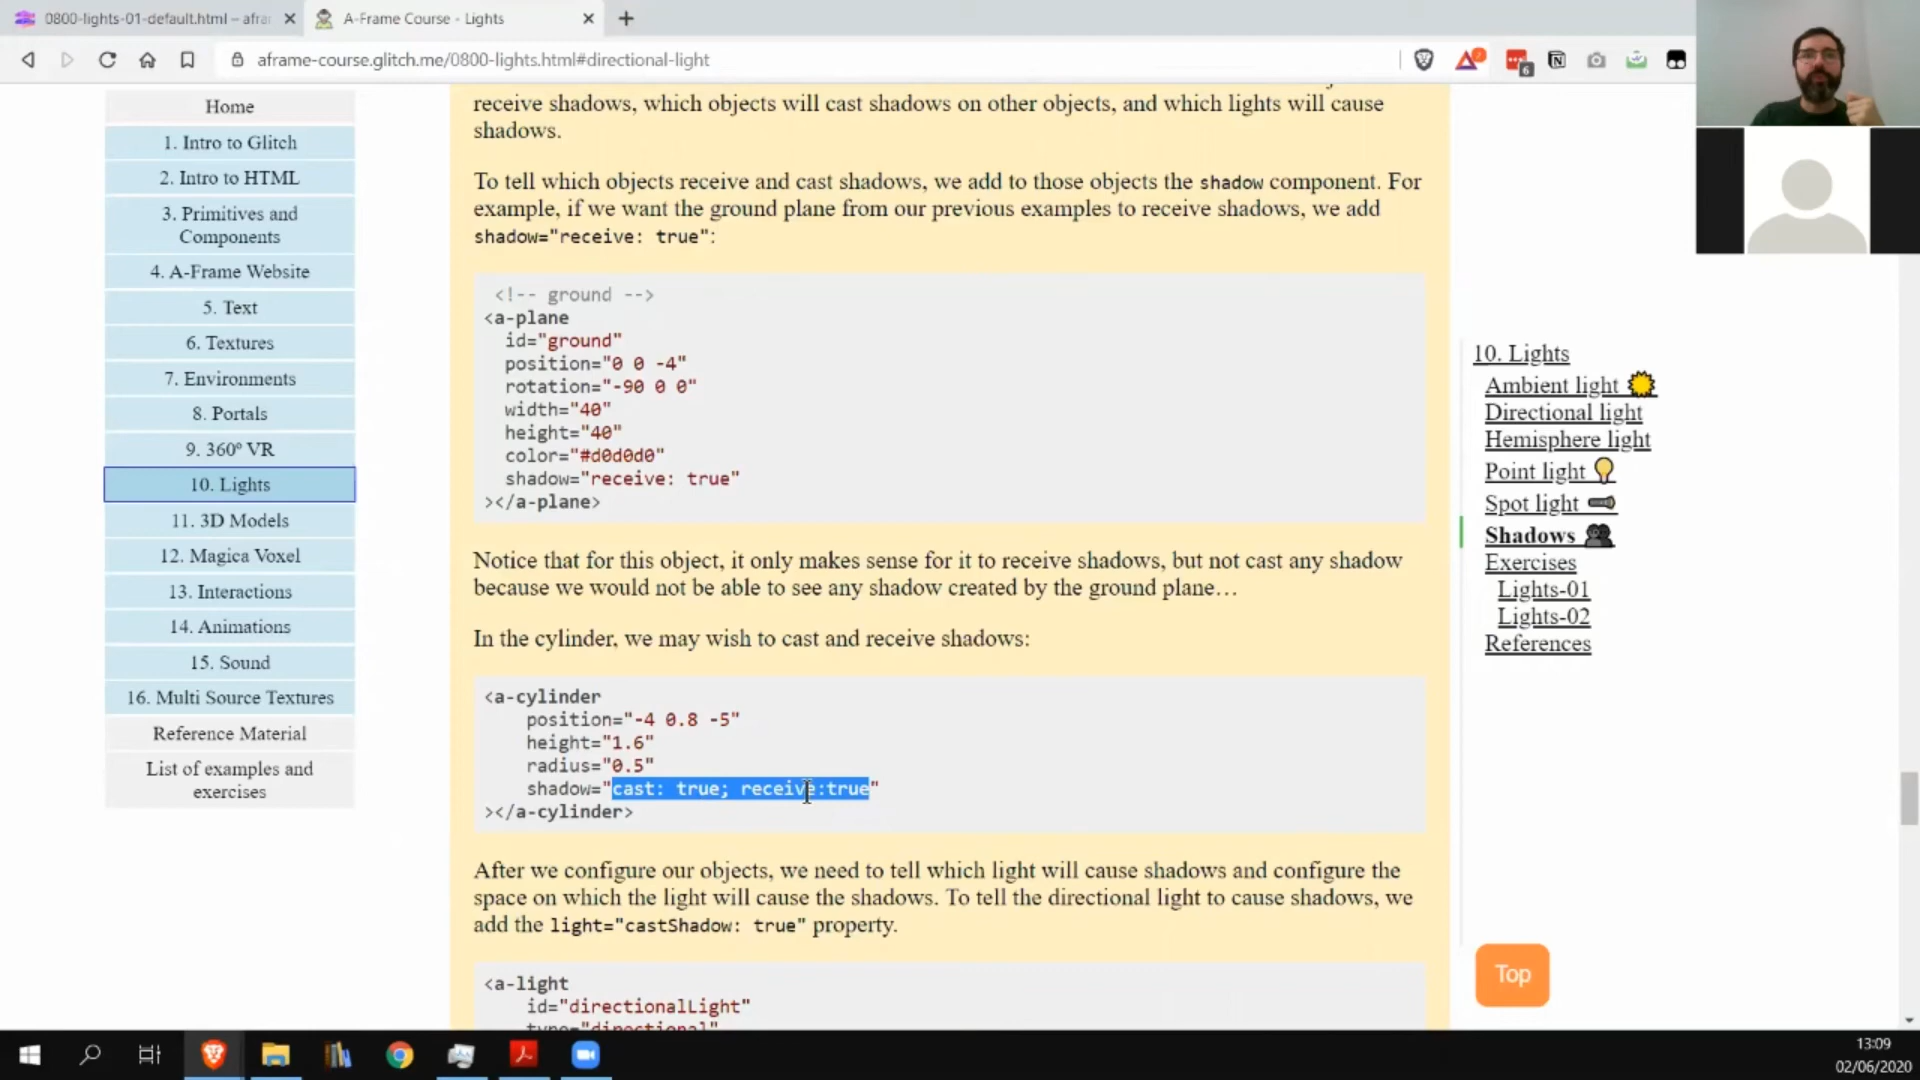 0800-lights-01-default.html – afra
A-Frame Course - Lights
aframe-course.glitch.me/0800-lights.html#directional-light
6
Home
1. Intro to Glitch
2. Intro to HTML
3. Primitives and
Components
4. A-Frame Website
5. Text
6. Textures
7. Environments
8. Portals
9. 360º VR
10. Lights
11. 3D Models
12. Magica Voxel
13. Interactions
14. Animations
15. Sound
16. Multi Source Textures
Reference Material
List of examples and
exercises
receive shadows, which objects will cast shadows on other objects, and which lights will cause
shadows.
To tell which objects receive and cast shadows, we add to those objects the shadow component. For
example, if we want the ground plane from our previous examples to receive shadows, we add
shadow="receive: true":
<!-- ground -->
<a-plane
id="ground"
position="0 0 -4"
rotation="-90 0 0"
width="40"
height="40"
color="#d0d0d0"
shadow="receive: true"
></a-plane>
Notice that for this object, it only makes sense for it to receive shadows, but not cast any shadow
because we would not be able to see any shadow created by the ground plane…
In the cylinder, we may wish to cast and receive shadows:
<a-cylinder
position="-4 0.8 -5"
height="1.6"
radius="0.5"
shadow="cast: true; receive:true"
></a-cylinder>
After we configure our objects, we need to tell which light will cause shadows and configure the
space on which the light will cause the shadows. To tell the directional light to cause shadows, we
add the light="castShadow: true" property.
<a-light
id="directionalLight"
type="directional"
10. Lights
Ambient light
Directional light
Hemisphere light
Point light
Spot light
Shadows
Exercises
Lights-01
Lights-02
References
Top
13:09
02/06/2020